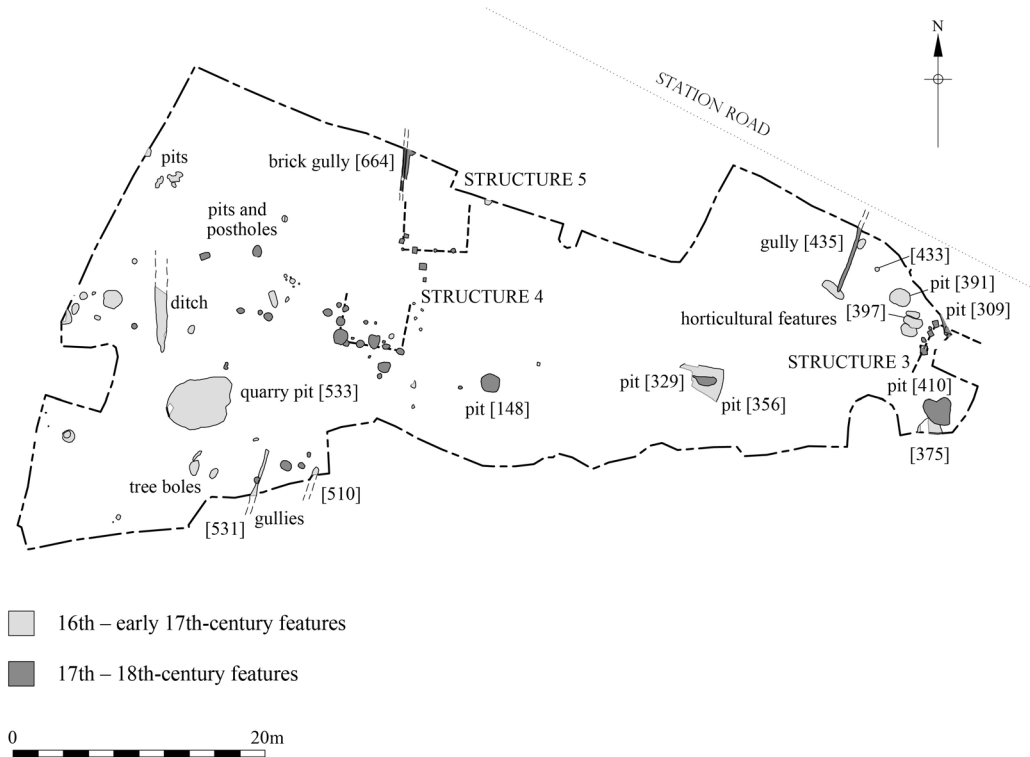 N
STATION ROAD
brick gully [664]
pits
STRUCTURE 5
pits and
postholes
gully [435]
[433]
pit [391]
ditch
STRUCTURE 4
[397]
pit [309]
horticultural features
STRUCTURE 3
quarry pit [533]
pit [148]
pit [329]
pit [356]
pit [410]
[375]
tree boles
[510]
gullies
[531]
16th – early 17th-century features
17th – 18th-century features
0
20m